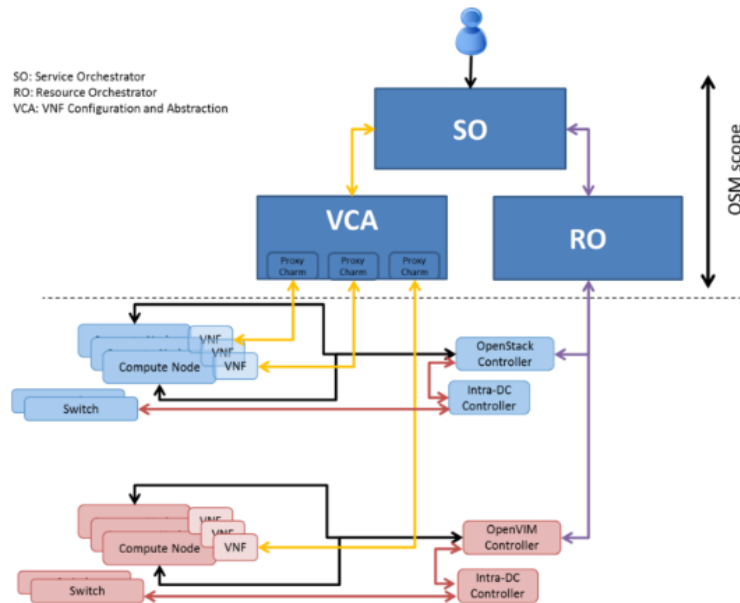 SO: Service Orchestrator
RO: Resource Orchestrator
VCA: VNF Configuration and Abstraction
SO
OSM scope
VCA
RO
Proxy
Charm
Proxy
Charm
Proxy
Charm
VNF
VNF
Compute Node
VNF
OpenStack
Controller
Switch
Intra-DC
Controller
VNF
VNF
Compute Node
VNF
OpenVIM
Controller
Switch
Intra-DC
Controller